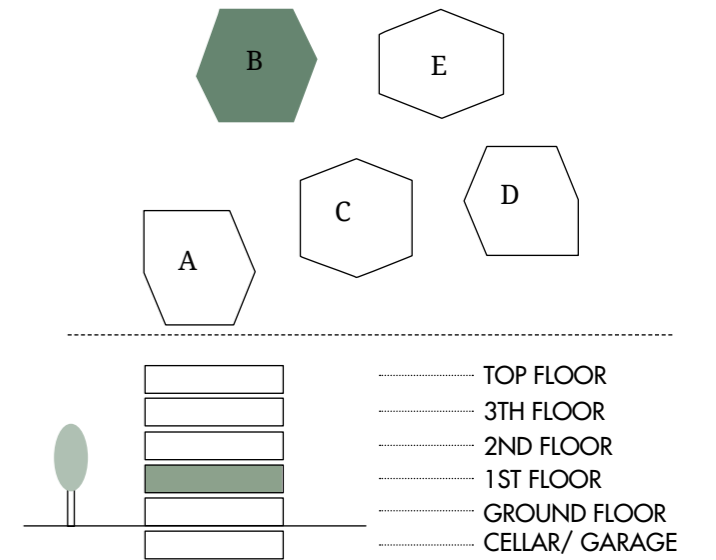 B
E
C
D
A
TOP FLOOR
3TH FLOOR
2ND FLOOR
1ST FLOOR
GROUND FLOOR
CELLAR/ GARAGE